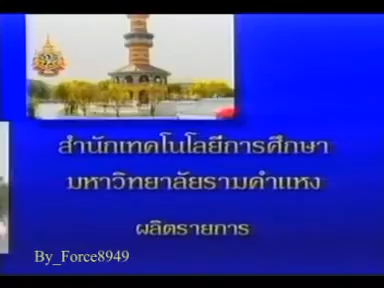 สำนักเทคโนโลยีการศึกษา
มหาวิทยาลัยรามคำแหง
ผลิตรายการ
By_Force8949